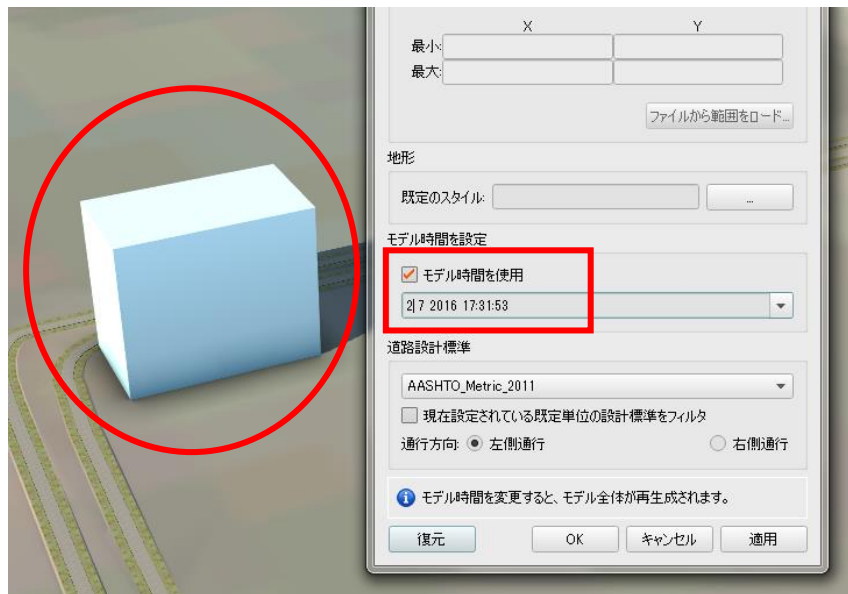 X Y
最小:
最大:
ファイルから範囲をロード...
地形
既定のスタイル: ...
モデル時間を設定
モデル時間を使用
2 7 2016 17:31:53
道路設計標準
AASHTO_Metric_2011
現在設定されている既定単位の設計標準をフィルタ
通行方向: 左側通行 右側通行
モデル時間を変更すると、モデル全体が再生成されます。
復元 OK キャンセル 適用